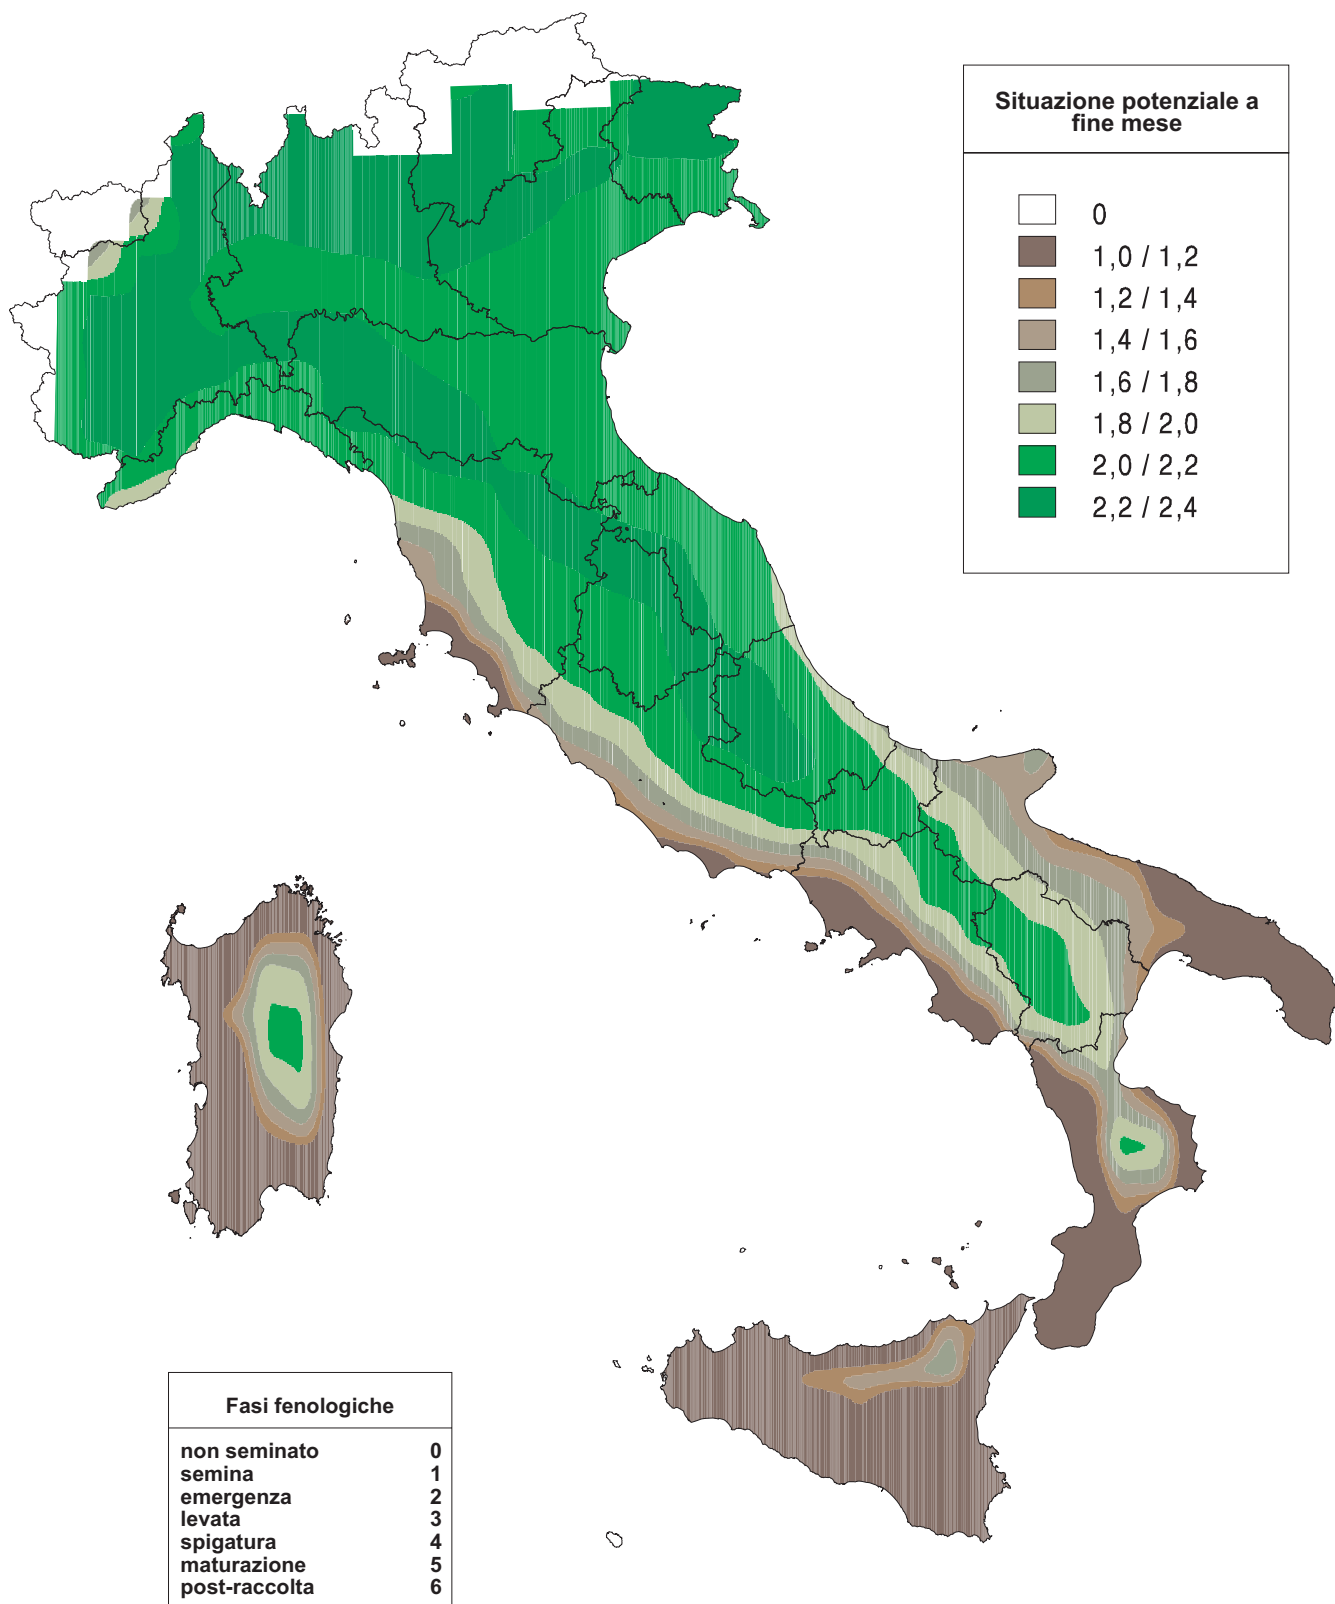 Situazione potenziale a
fine mese
0
1,0 / 1,2
1,2 / 1,4
1,4 / 1,6
1,6 / 1,8
1,8 / 2,0
2,0 / 2,2
2,2 / 2,4
Fasi fenologiche
non seminato 0
semina 1
emergenza 2
levata 3
spigatura 4
maturazione 5
post-raccolta 6